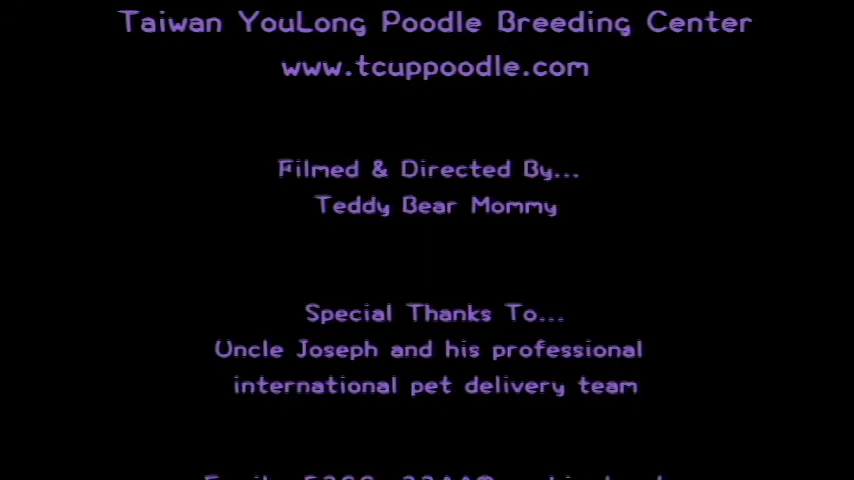 Taiwan YouLong Poodle Breeding Center
www.tcuppoodle.com
Filmed & Directed By...
Teddy Bear Mommy
Special Thanks To...
Uncle Joseph and his professional
international pet delivery team